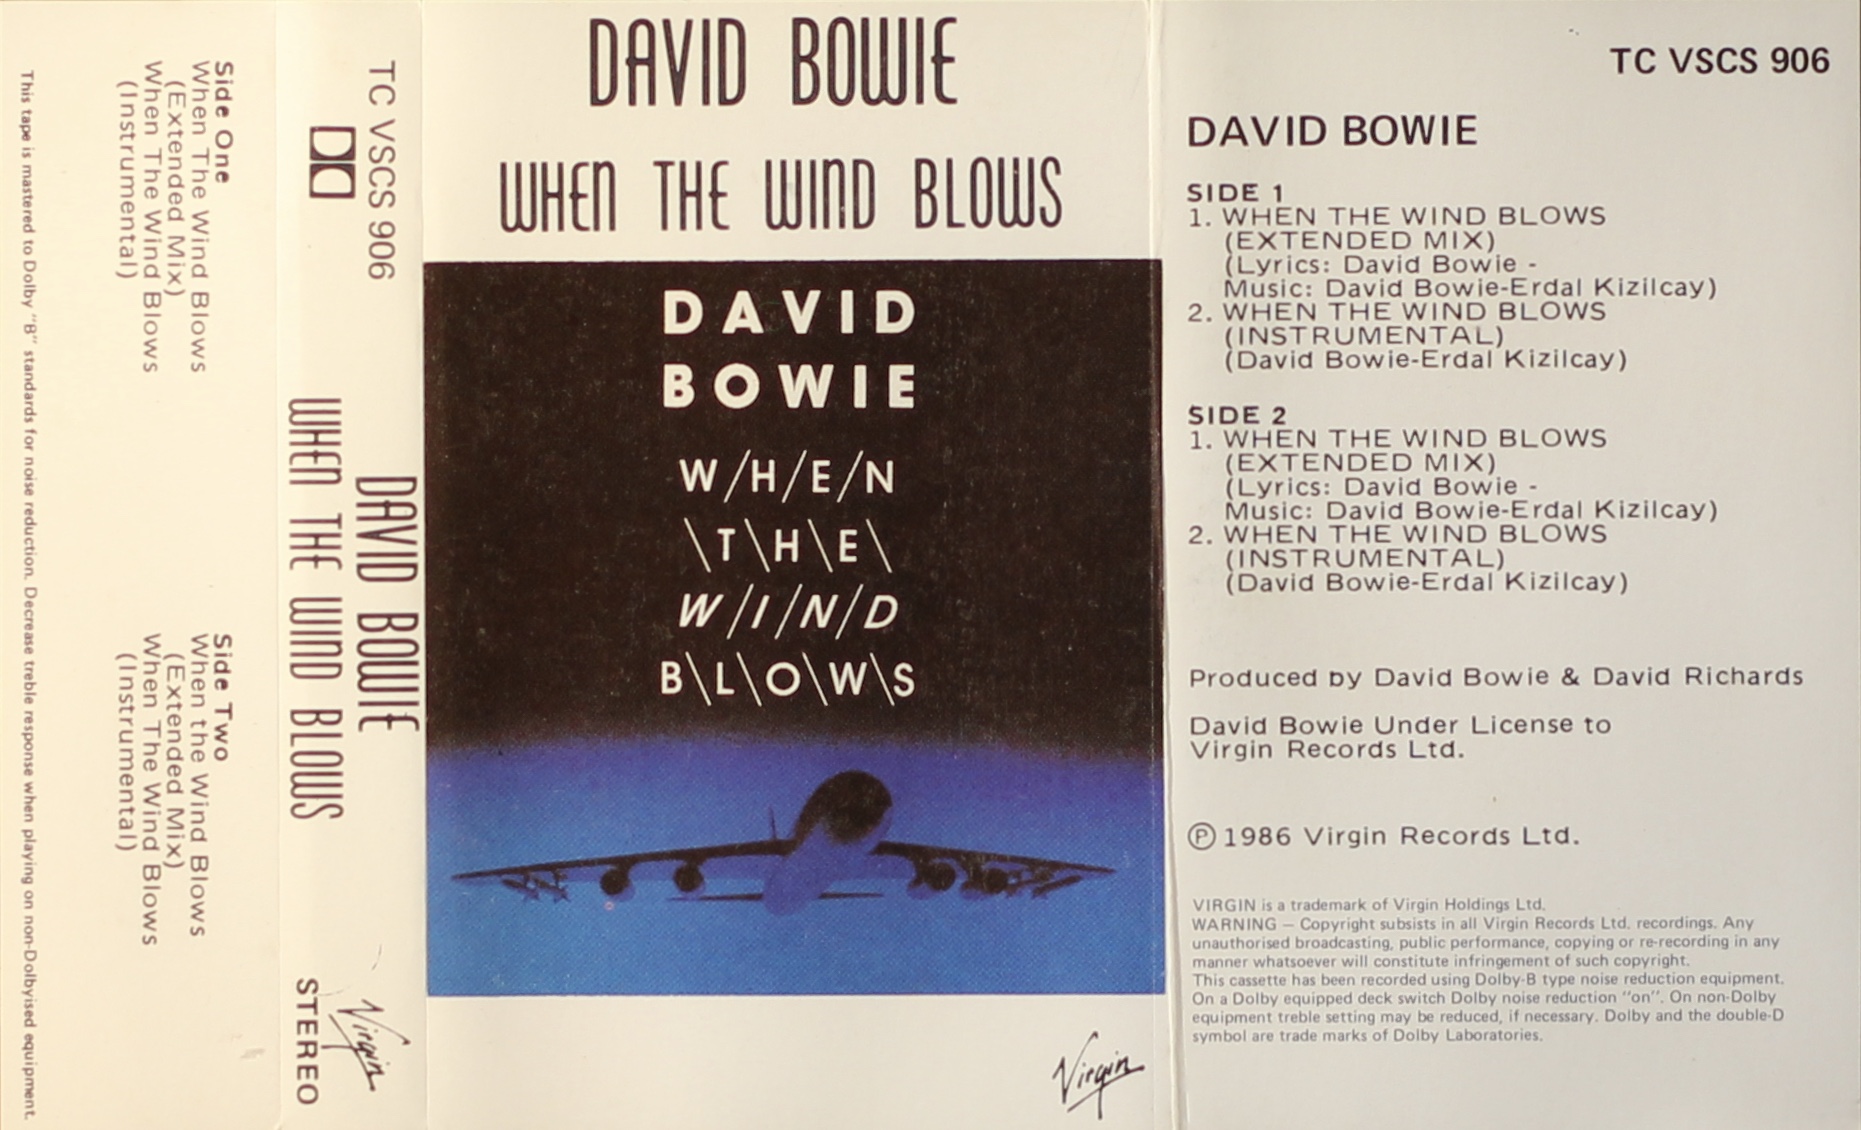 This tape is mastered to Dolby "B" standards for noise reduction. Decrease treble response when playing on non-Dolbyised equipment.
Side One
When The Wind Blows
(Extended Mix)
When The Wind Blows
(Instrumental)
Side Two
When the Wind Blows
(Extended Mix)
When The Wind Blows
(Instrumental)
TC VSCS 906
DAVID BOWIE
WHEN THE WIND BLOWS
Virgin
STEREO
DAVID BOWIE
WHEN THE WIND BLOWS
DAVID
BOWIE
W/H/E/N
\T\H\E\
W/I/N/D
B\L\O\W\S
Virgin
TC VSCS 906
DAVID BOWIE
SIDE 1
1. WHEN THE WIND BLOWS
(EXTENDED MIX)
(Lyrics: David Bowie -
Music: David Bowie-Erdal Kizilcay)
2. WHEN THE WIND BLOWS
(INSTRUMENTAL)
(David Bowie-Erdal Kizilcay)
SIDE 2
1. WHEN THE WIND BLOWS
(EXTENDED MIX)
(Lyrics: David Bowie -
Music: David Bowie-Erdal Kizilcay)
2. WHEN THE WIND BLOWS
(INSTRUMENTAL)
(David Bowie-Erdal Kizilcay)
Produced by David Bowie & David Richards
David Bowie Under License to
Virgin Records Ltd.
Ⓟ 1986 Virgin Records Ltd.
VIRGIN is a trademark of Virgin Holdings Ltd.
WARNING — Copyright subsists in all Virgin Records Ltd. recordings. Any
unauthorised broadcasting, public performance, copying or re-recording in any
manner whatsoever will constitute infringement of such copyright.
This cassette has been recorded using Dolby-B type noise reduction equipment.
On a Dolby equipped deck switch Dolby noise reduction "on". On non-Dolby
equipment treble setting may be reduced, if necessary. Dolby and the double-D
symbol are trade marks of Dolby Laboratories.